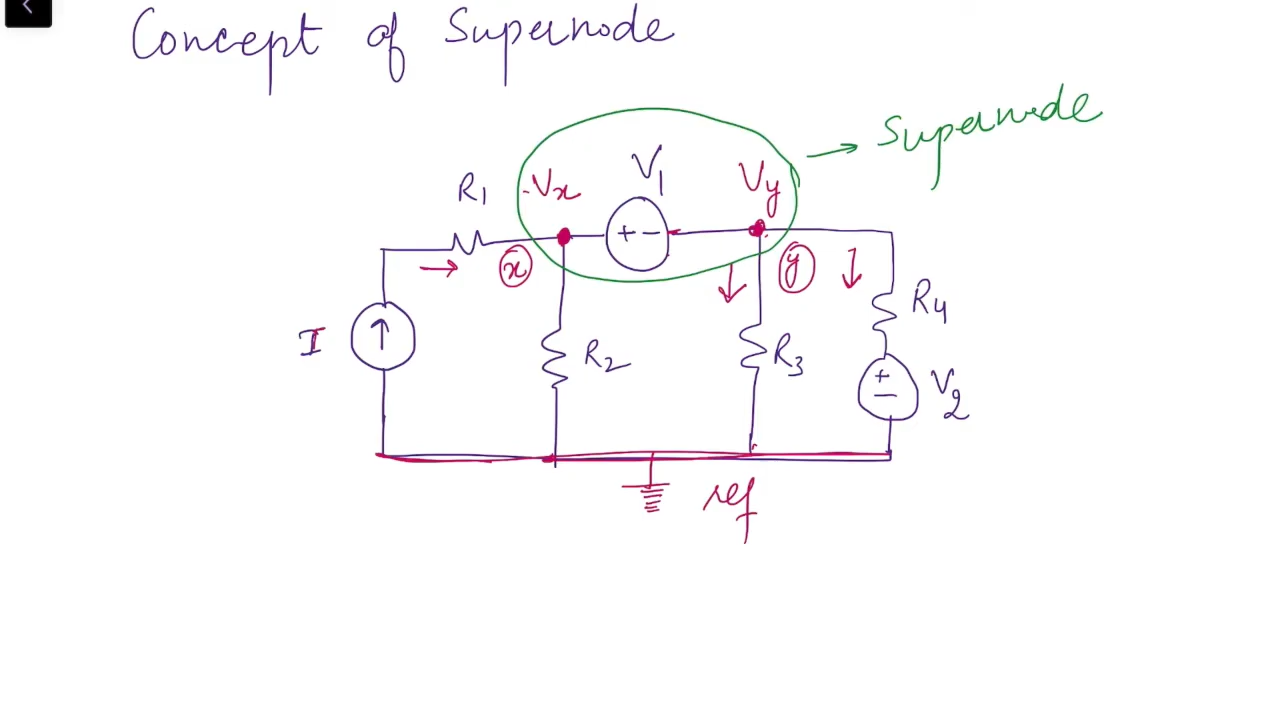 Concept of Supernode
Supernode
V1
Vx
Vy
R1
+ −
x
y
I
R2
R3
R4
+
−
V2
ref